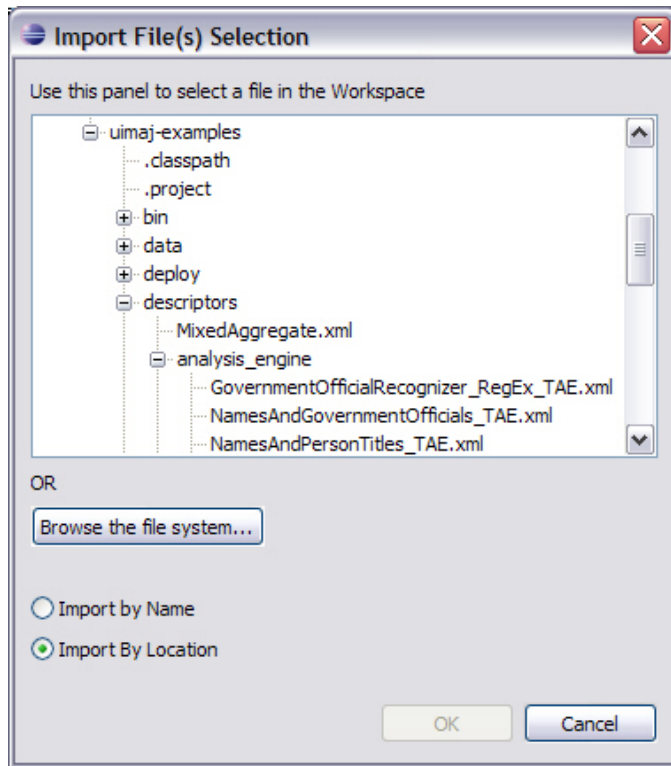 Import File(s) Selection
Use this panel to select a file in the Workspace
uimaj-examples
.classpath
.project
bin
data
deploy
descriptors
MixedAggregate.xml
analysis_engine
GovernmentOfficialRecognizer_RegEx_TAE.xml
NamesAndGovernmentOfficials_TAE.xml
NamesAndPersonTitles_TAE.xml
OR
Browse the file system...
Import by Name
Import By Location
OK Cancel